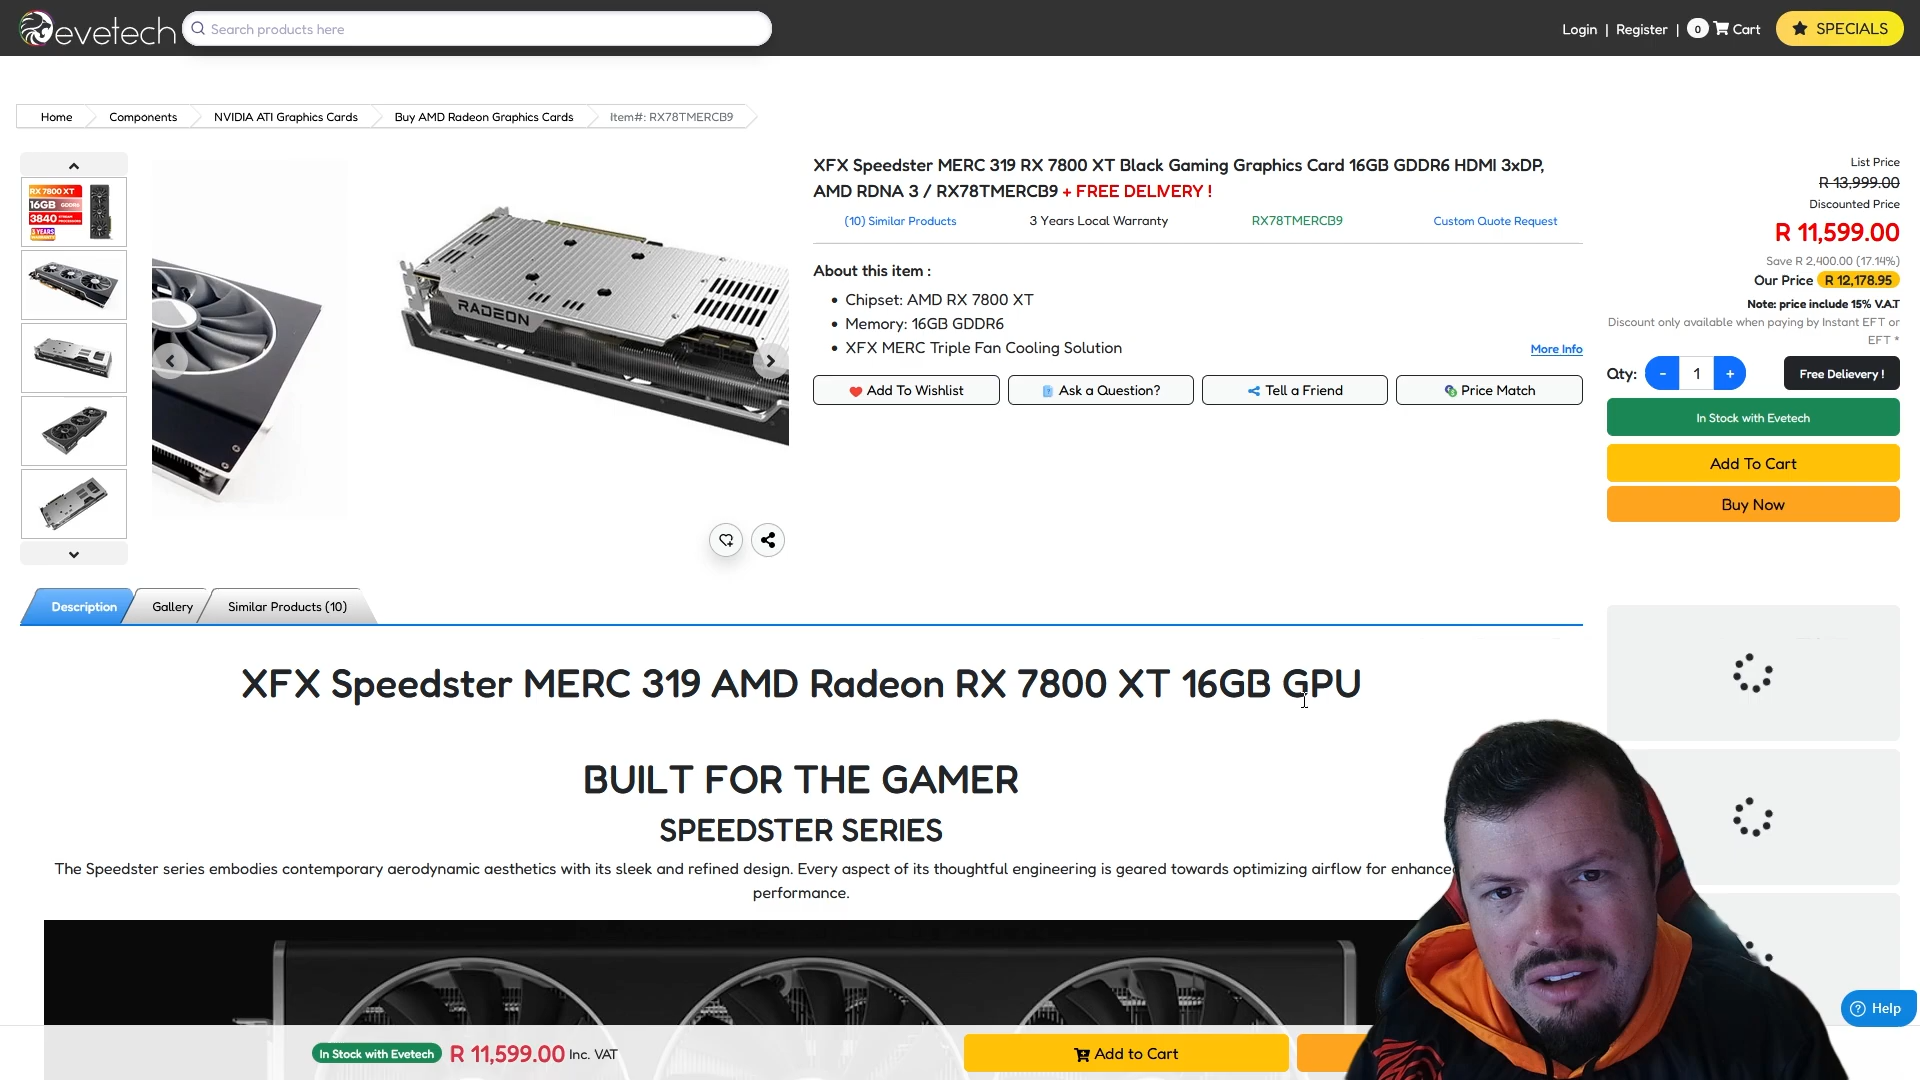 evetech
Search products here
Login | Register | 0 Cart
SPECIALS
Home
Components
NVIDIA ATI Graphics Cards
Buy AMD Radeon Graphics Cards
Item#: RX78TMERCB9
RX 7800 XT
16GB GDDR6
3840
3 YEARS
RADEON
XFX Speedster MERC 319 RX 7800 XT Black Gaming Graphics Card 16GB GDDR6 HDMI 3xDP,
AMD RDNA 3 / RX78TMERCB9 + FREE DELIVERY !
(10) Similar Products
3 Years Local Warranty
RX78TMERCB9
Custom Quote Request
About this item :
• Chipset: AMD RX 7800 XT
• Memory: 16GB GDDR6
• XFX MERC Triple Fan Cooling Solution
More Info
Add To Wishlist
Ask a Question?
Tell a Friend
Price Match
List Price
R 13,999.00
Discounted Price
R 11,599.00
Save R 2,400.00 (17.14%)
Our Price R 12,178.95
Note: price include 15% V.A.T
Discount only available when paying by Instant EFT or
EFT *
Qty: - 1 +
Free Delievery !
In Stock with Evetech
Add To Cart
Buy Now
Description
Gallery
Similar Products (10)
XFX Speedster MERC 319 AMD Radeon RX 7800 XT 16GB GPU
BUILT FOR THE GAMER
SPEEDSTER SERIES
The Speedster series embodies contemporary aerodynamic aesthetics with its sleek and refined design. Every aspect of its thoughtful engineering is geared towards optimizing airflow for enhance
performance.
In Stock with Evetech R 11,599.00 Inc. VAT
Add to Cart
Help